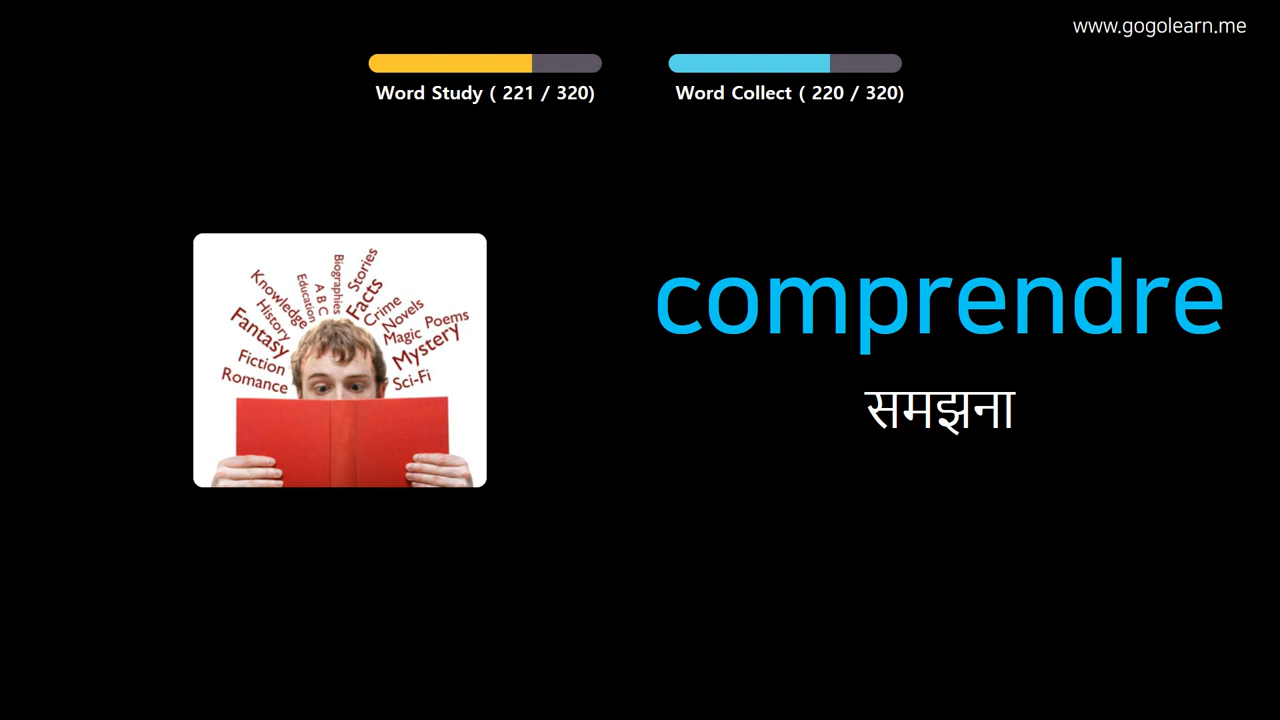 www.gogolearn.me
Word Study ( 221 / 320)
Word Collect ( 220 / 320)
comprendre
समझना
Knowledge
History
Fantasy
Fiction
Romance
Education
A B C
Biographies
Stories
Facts
Crime
Novels
Magic
Poems
Mystery
Sci-Fi